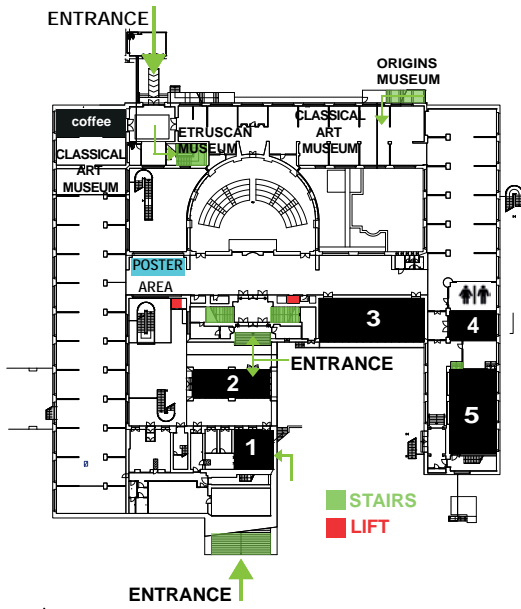 ENTRANCE
ORIGINS
MUSEUM
coffee
ETRUSCAN
MUSEUM
CLASSICAL
ART
MUSEUM
CLASSICAL
ART
MUSEUM
POSTER
AREA
3
4
ENTRANCE
2
5
1
STAIRS
LIFT
ENTRANCE